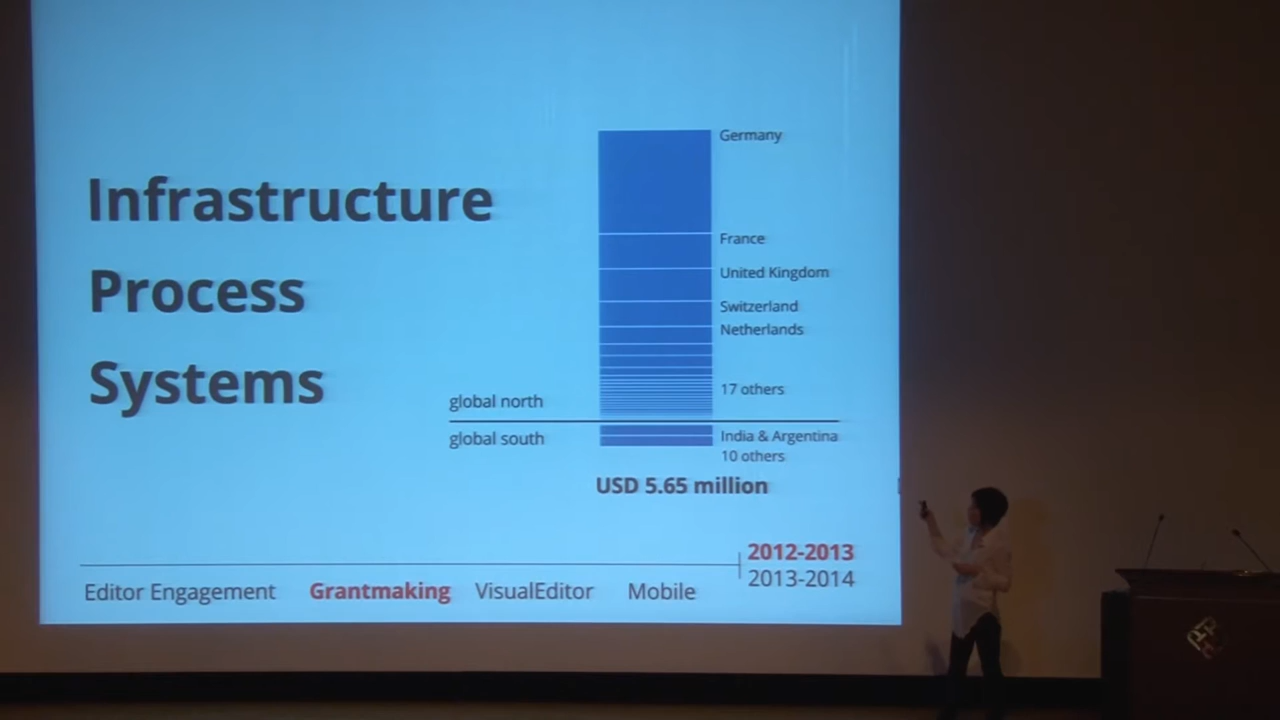 Infrastructure
Process
Systems
Germany
France
United Kingdom
Switzerland
Netherlands
17 others
global north
global south
India & Argentina
10 others
USD 5.65 million
Editor Engagement
Grantmaking
VisualEditor
Mobile
2012-2013
2013-2014